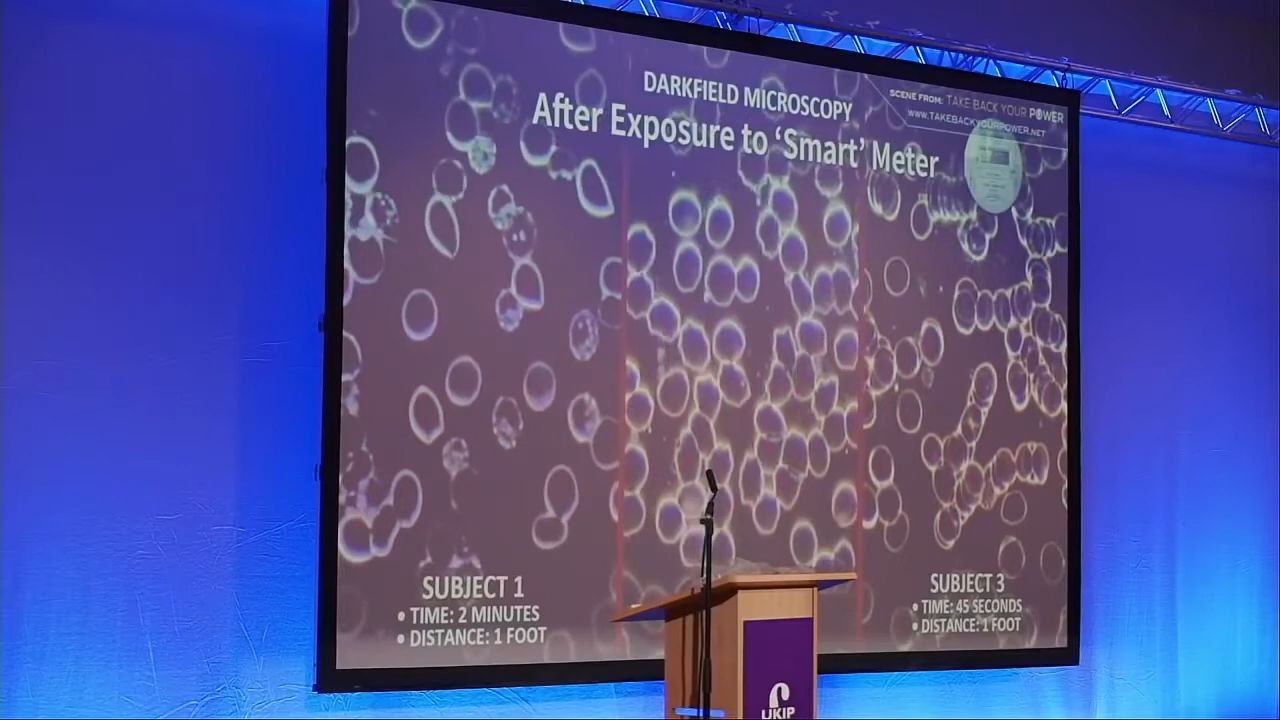 DARKFIELD MICROSCOPY
After Exposure to ‘Smart’ Meter
SCENE FROM: TAKE BACK YOUR POWER
WWW.TAKEBACKYOURPOWER.NET
SUBJECT 1
• TIME: 2 MINUTES
• DISTANCE: 1 FOOT
SUBJECT 3
• TIME: 45 SECONDS
• DISTANCE: 1 FOOT
UKIP